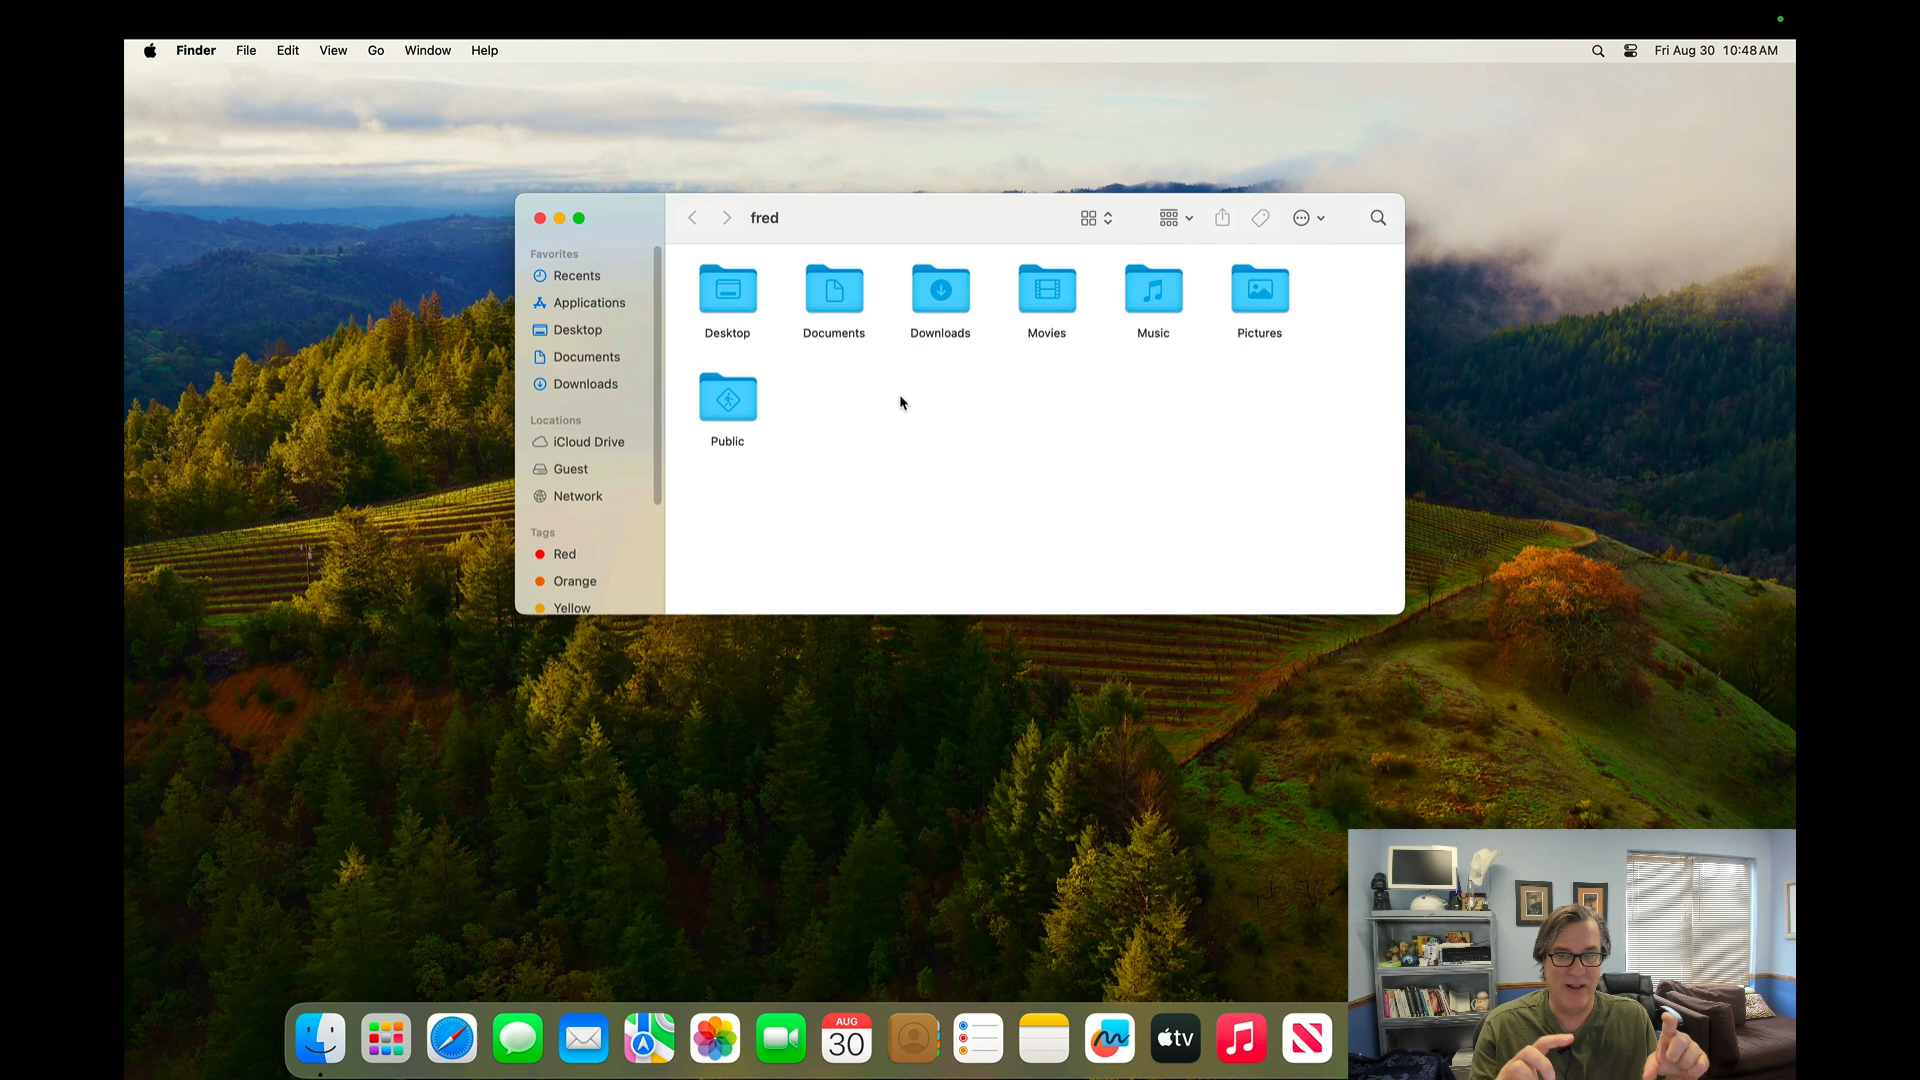 Finder File Edit View Go Window Help Fri Aug 30 10:48 AM
fred
Favorites
Recents
Applications
Desktop
Documents
Downloads
Locations
iCloud Drive
Guest
Network
Tags
Red
Orange
Yellow
Desktop Documents Downloads Movies Music Pictures
Public
AUG
30
tv